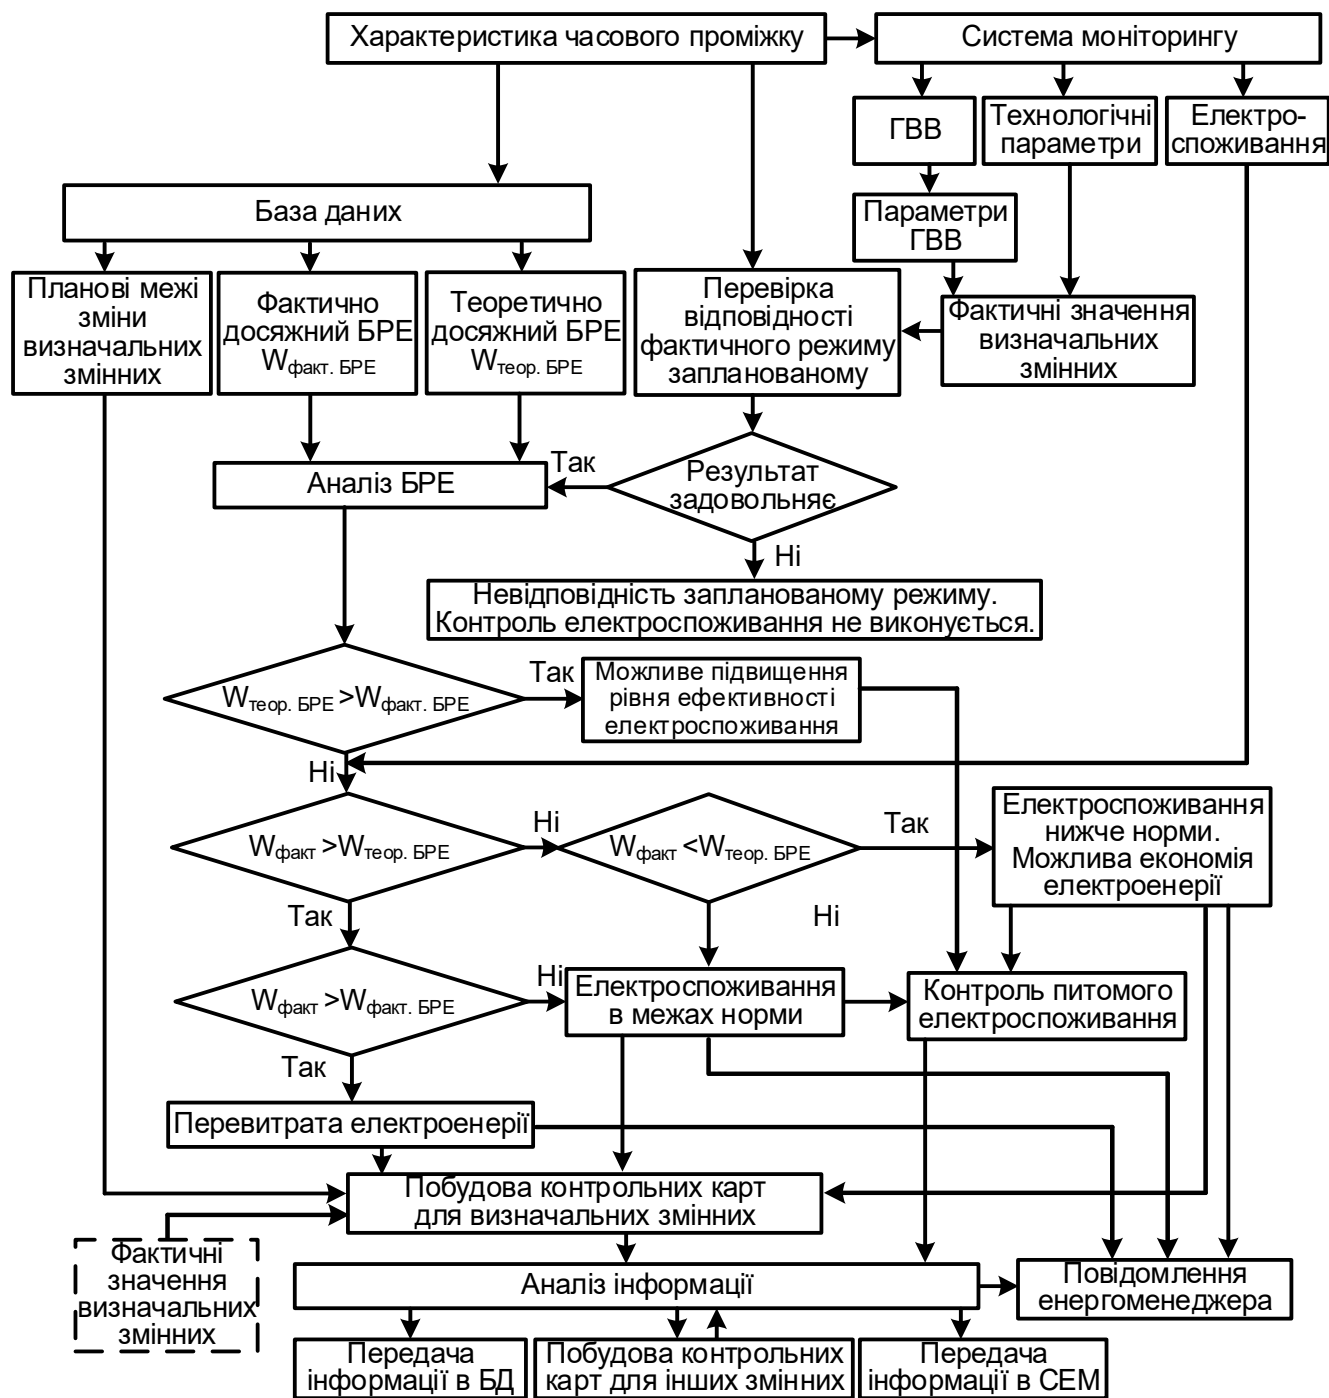 Характеристика часового проміжку
Система моніторингу
ГВВ
Технологічні
параметри
Електро-
споживання
База даних
Параметри
ГВВ
Планові межі
зміни
визначальних
змінних
Фактично
досяжний БРЕ
Wфакт. БРЕ
Теоретично
досяжний БРЕ
Wтеор. БРЕ
Перевірка
відповідності
фактичного режиму
запланованому
Фактичні значення
визначальних
змінних
Аналіз БРЕ
Так
Результат
задовольняє
Ні
Невідповідність запланованому режиму.
Контроль електроспоживання не виконується.
Wтеор. БРЕ >Wфакт. БРЕ
Так
Можливе підвищення
рівня ефективності
електроспоживання
Ні
Wфакт >Wтеор. БРЕ
Ні
Wфакт <Wтеор. БРЕ
Так
Електроспоживання
нижче норми.
Можлива економія
електроенерії
Так
Ні
Wфакт >Wфакт. БРЕ
Ні
Електроспоживання
в межах норми
Контроль питомого
електроспоживання
Так
Перевитрата електроенерії
Побудова контрольних карт
для визначальних змінних
Фактичні
значення
визначальних
змінних
Аналіз інформації
Повідомлення
енергоменеджера
Передача
інформації в БД
Побудова контрольних
карт для інших змінних
Передача
інформації в СЕМ